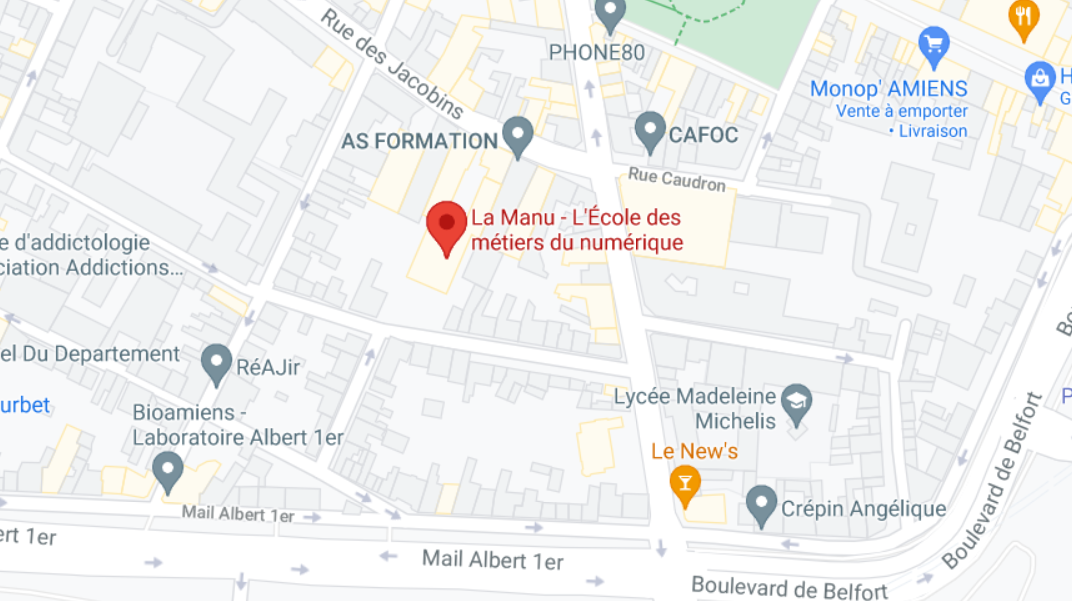 Rue des Jacobins
PHONE80
Monop' AMIENS
Vente à emporter
• Livraison
H
G
AS FORMATION
CAFOC
Rue Caudron
La Manu - L'École des
métiers du numérique
e d'addictologie
ciation Addictions...
Bo
el Du Departement
RéAJir
urbet
P
Bioamiens -
Laboratoire Albert 1er
Lycée Madeleine
Michelis
Le New's
Crépin Angélique
Boulevard de Belfort
Mail Albert 1er
ert 1er
Mail Albert 1er
Boulevard de Belfort